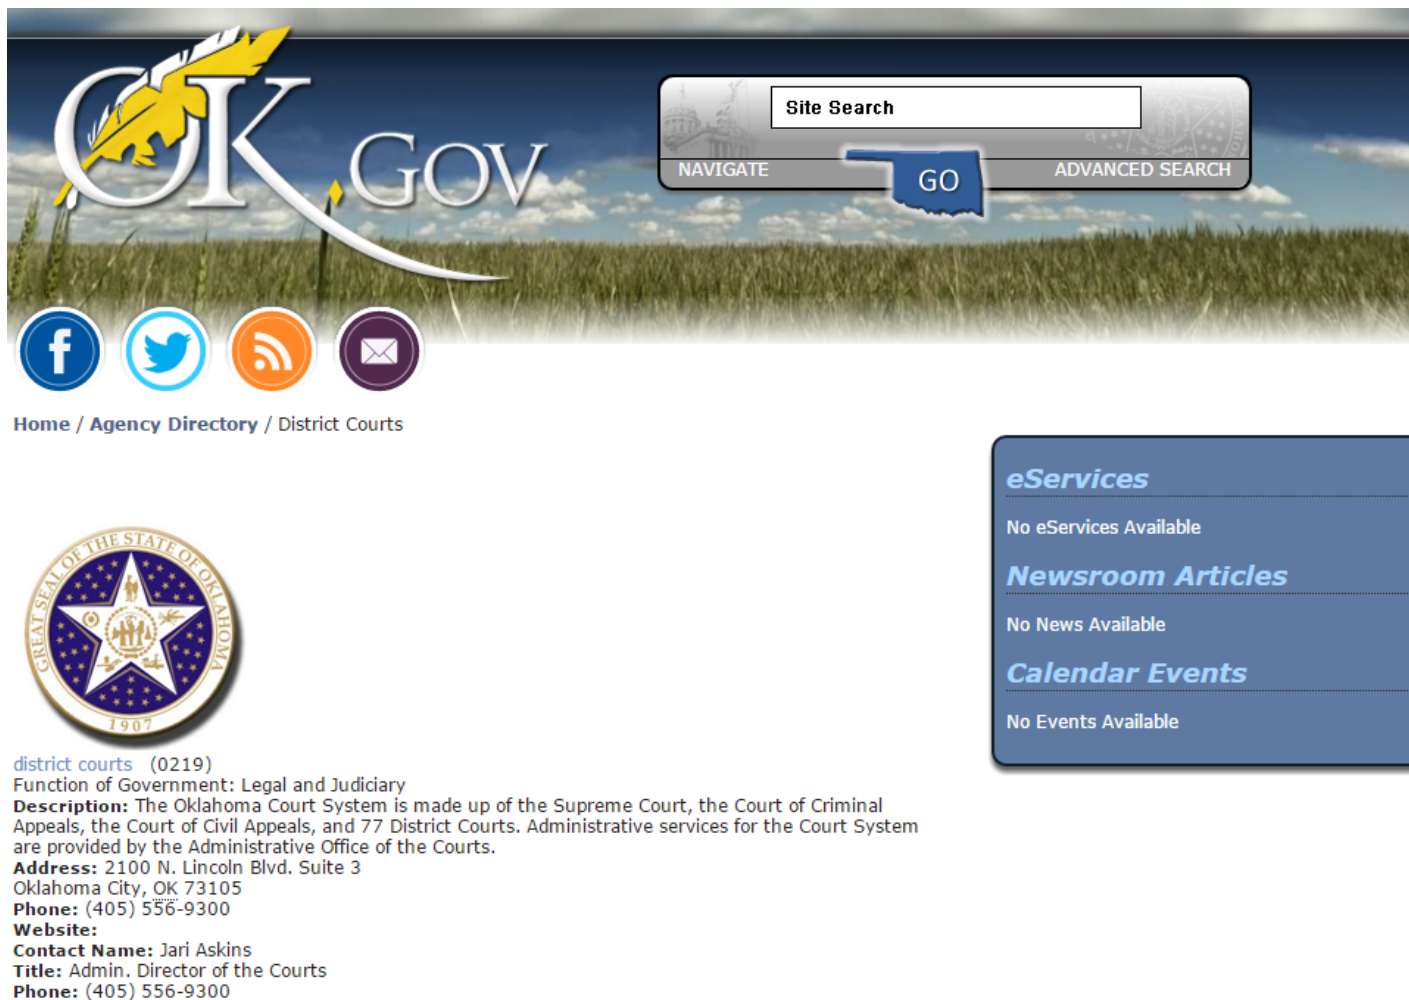 OK.GOV
Site Search
NAVIGATE
GO
ADVANCED SEARCH
Home / Agency Directory / District Courts
eServices
No eServices Available
Newsroom Articles
No News Available
Calendar Events
No Events Available
GREAT SEAL OF THE STATE OF OKLAHOMA
1907
district courts (0219)
Function of Government: Legal and Judiciary
Description: The Oklahoma Court System is made up of the Supreme Court, the Court of Criminal
Appeals, the Court of Civil Appeals, and 77 District Courts. Administrative services for the Court System
are provided by the Administrative Office of the Courts.
Address: 2100 N. Lincoln Blvd. Suite 3
Oklahoma City, OK 73105
Phone: (405) 556-9300
Website:
Contact Name: Jari Askins
Title: Admin. Director of the Courts
Phone: (405) 556-9300